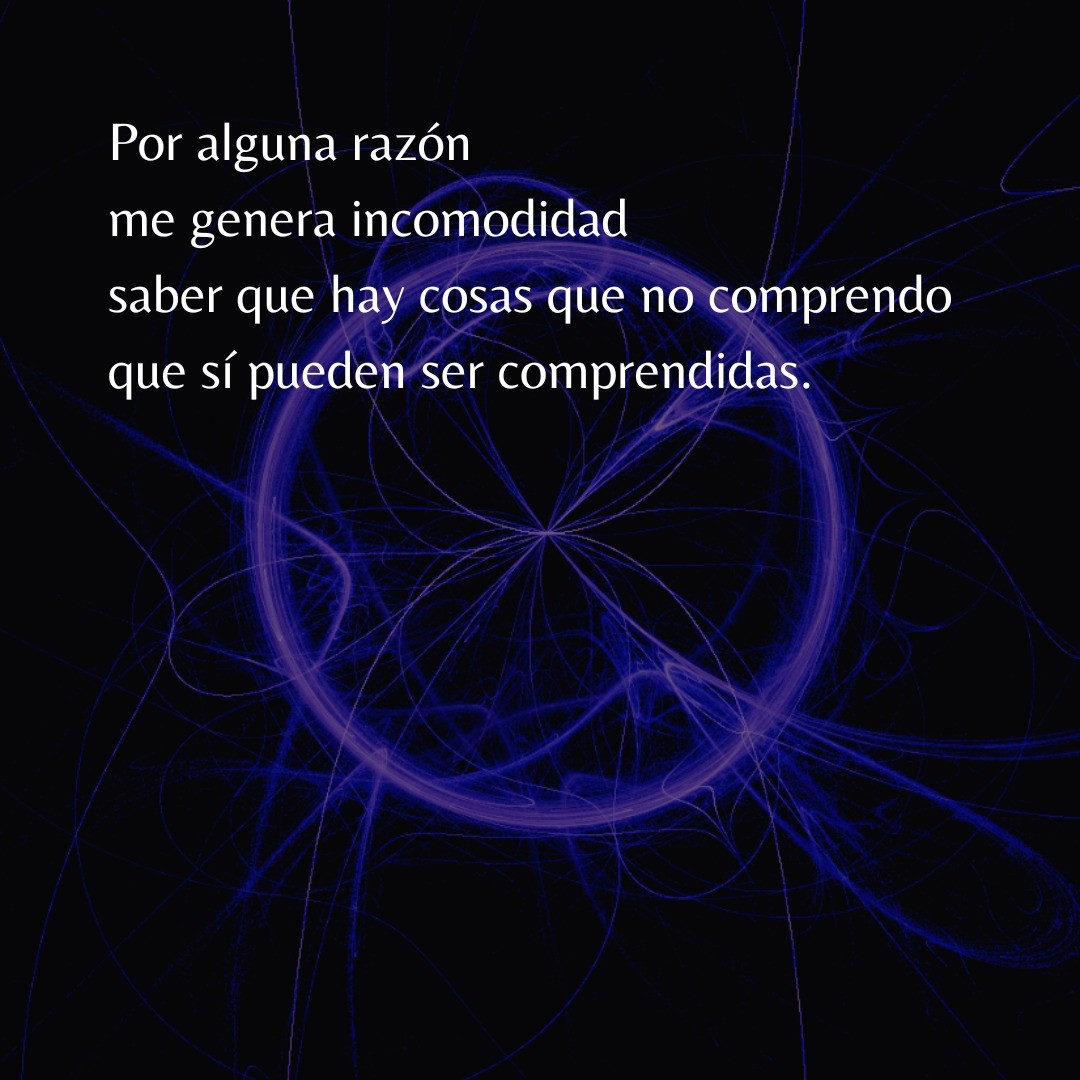 Por alguna razón
me genera incomodidad
saber que hay cosas que no comprendo
que sí pueden ser comprendidas.